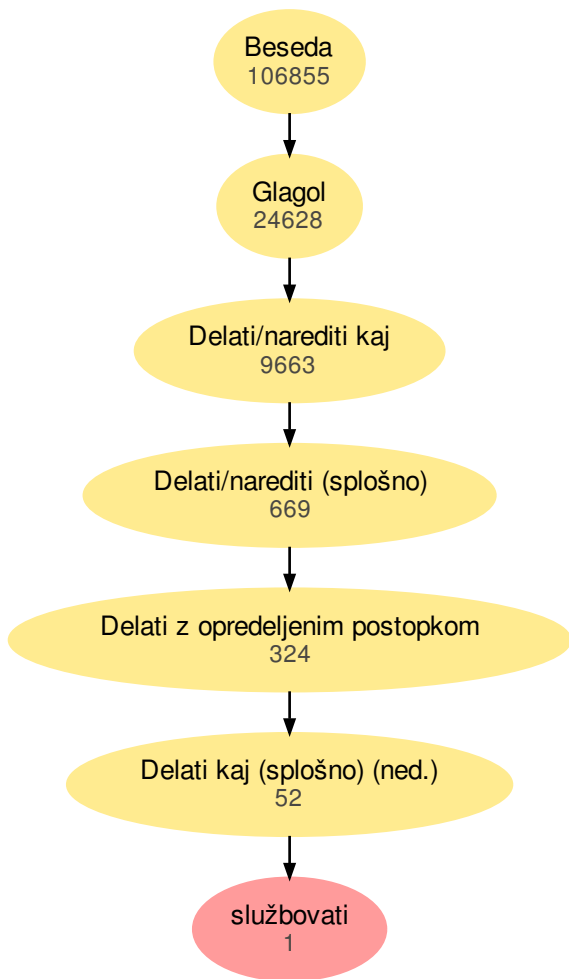 Beseda
106855
Glagol
24628
Delati/narediti kaj
9663
Delati/narediti (splošno)
669
Delati z opredeljenim postopkom
324
Delati kaj (splošno) (ned.)
52
službovati
1